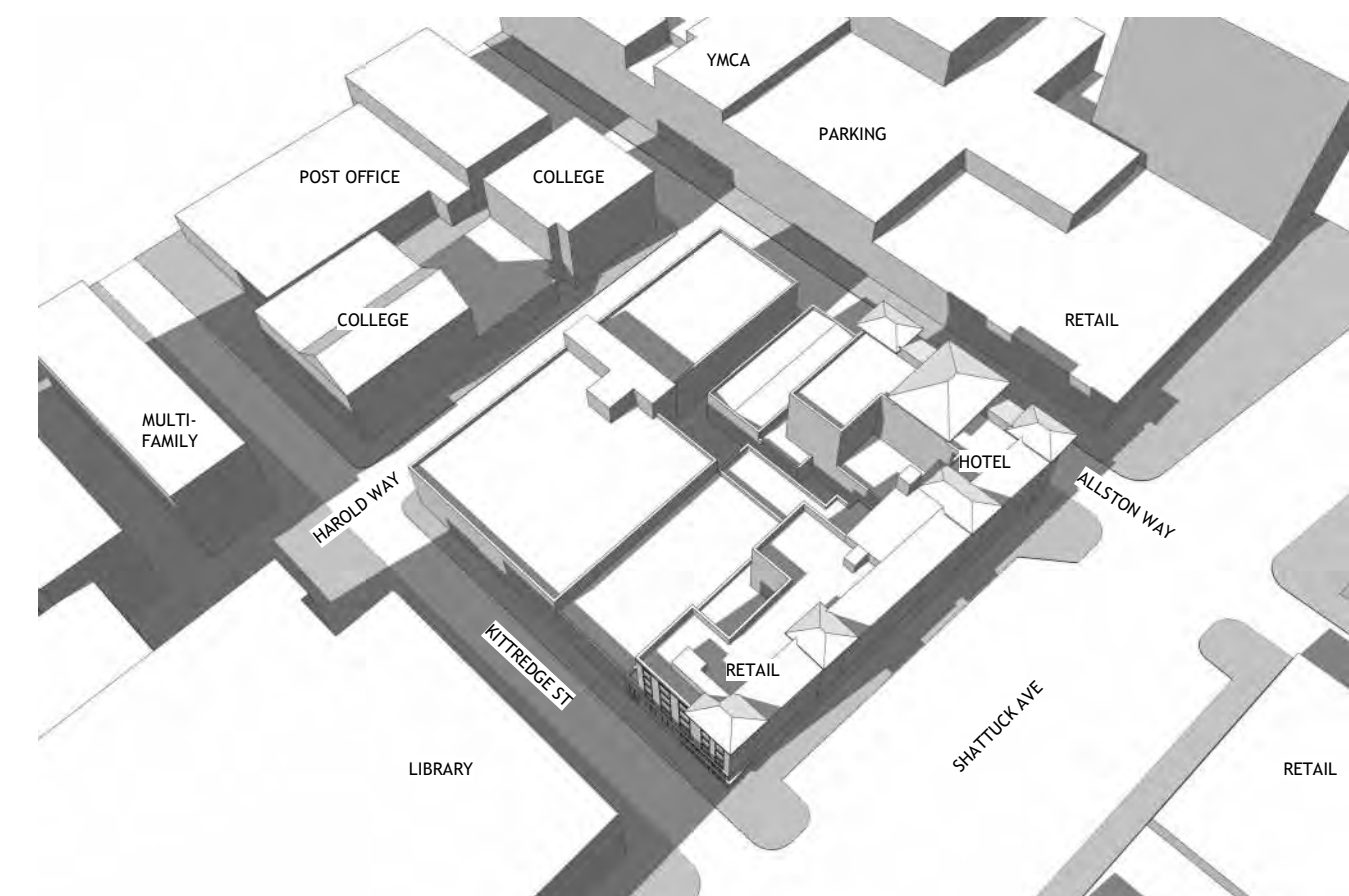 YMCA
PARKING
POST OFFICE
COLLEGE
COLLEGE
RETAIL
MULTI-
FAMILY
HOTEL
HAROLD WAY
ALLSTON WAY
KITTREDGE ST
RETAIL
SHATTUCK AVE
LIBRARY
RETAIL